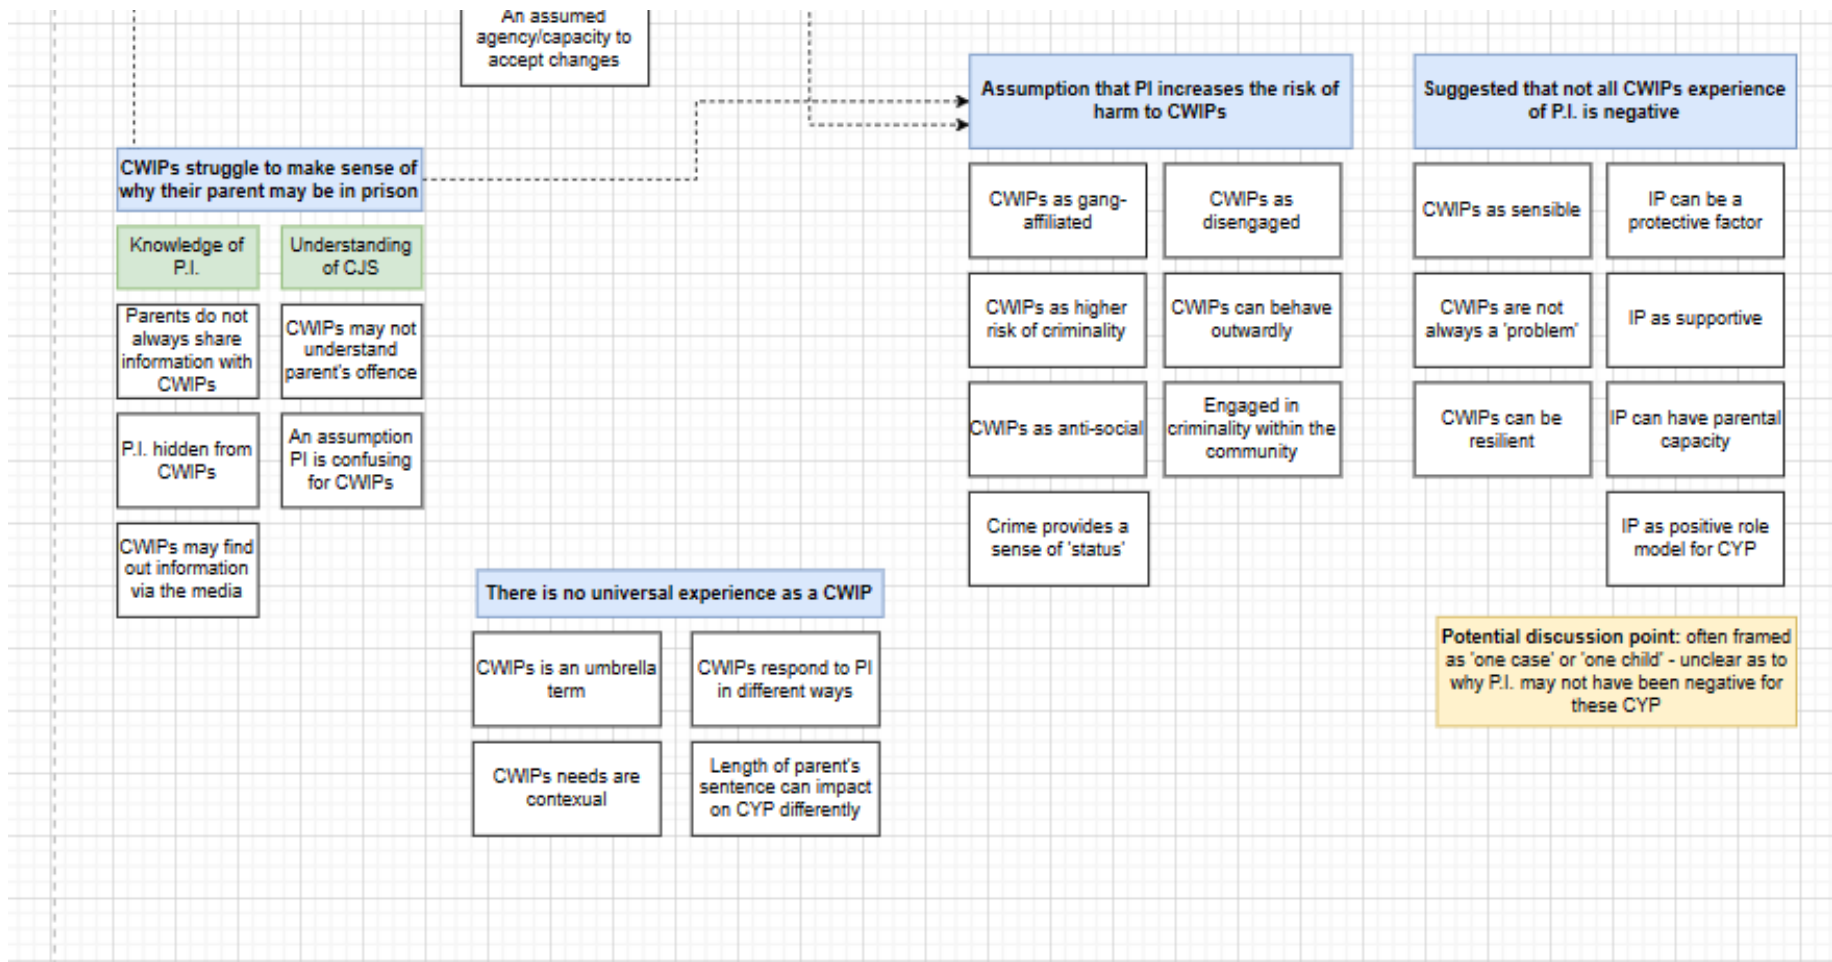 An assumed
agency/capacity to
accept changes
Assumption that PI increases the risk of
harm to CWIPs
Suggested that not all CWIPs experience
of P.I. is negative
CWIPs struggle to make sense of
why their parent may be in prison
Knowledge of
P.I.
Understanding
of CJS
Parents do not
always share
information with
CWIPs
CWIPs may not
understand
parent's offence
P.I. hidden from
CWIPs
An assumption
PI is confusing
for CWIPs
CWIPs may find
out information
via the media
There is no universal experience as a CWIP
CWIPs is an umbrella
term
CWIPs respond to PI
in different ways
CWIPs needs are
contexual
Length of parent's
sentence can impact
on CYP differently
CWIPs as gang-
affiliated
CWIPs as
disengaged
CWIPs as higher
risk of criminality
CWIPs can behave
outwardly
CWIPs as anti-social
Engaged in
criminality within the
community
Crime provides a
sense of 'status'
CWIPs as sensible
IP can be a
protective factor
CWIPs are not
always a 'problem'
IP as supportive
CWIPs can be
resilient
IP can have parental
capacity
IP as positive role
model for CYP
Potential discussion point: often framed
as 'one case' or 'one child' - unclear as to
why P.I. may not have been negative for
these CYP